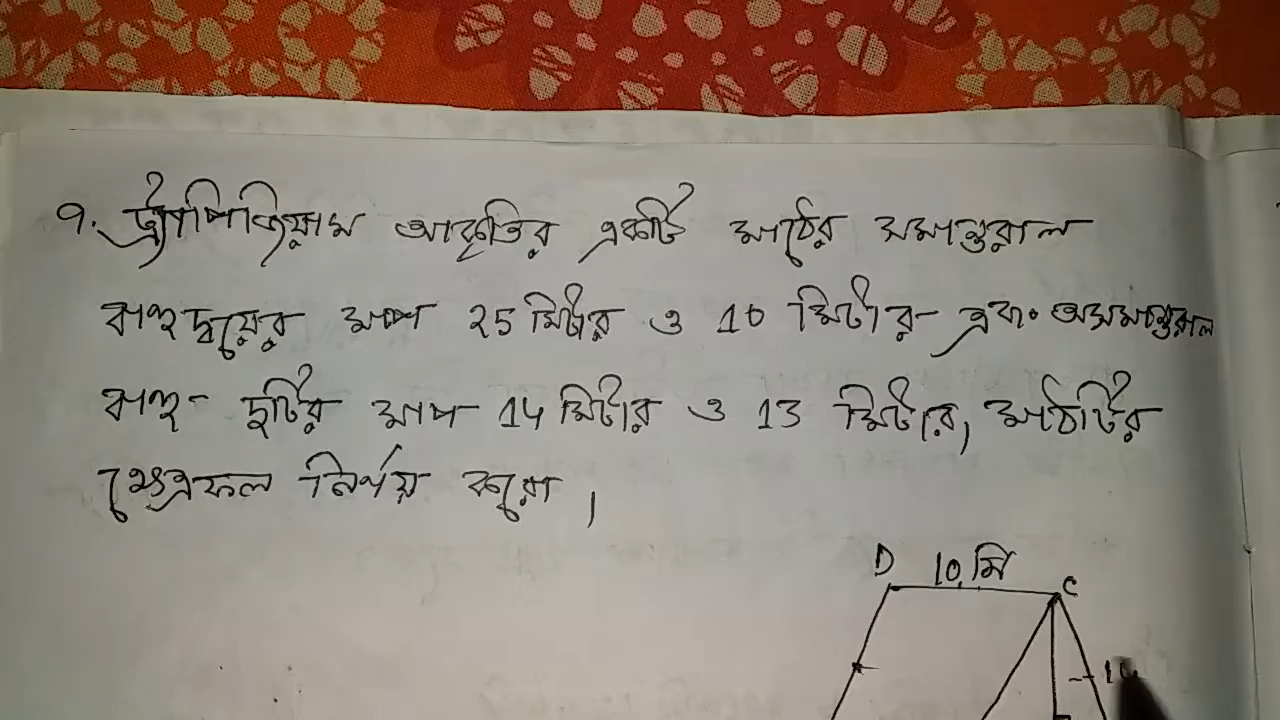 ৭. ট্রাপিজিয়াম আকৃতির একটি মাঠের সমান্তরাল
বাহুদ্বয়ের মাপ 25 মিটার ও 10 মিটার এবং অসমান্তরাল
বাহু দুটির মাপ 14 মিটার ও 13 মিটার, মাঠটির
ক্ষেত্রফল নির্ণয় করো।
D 10 মি C